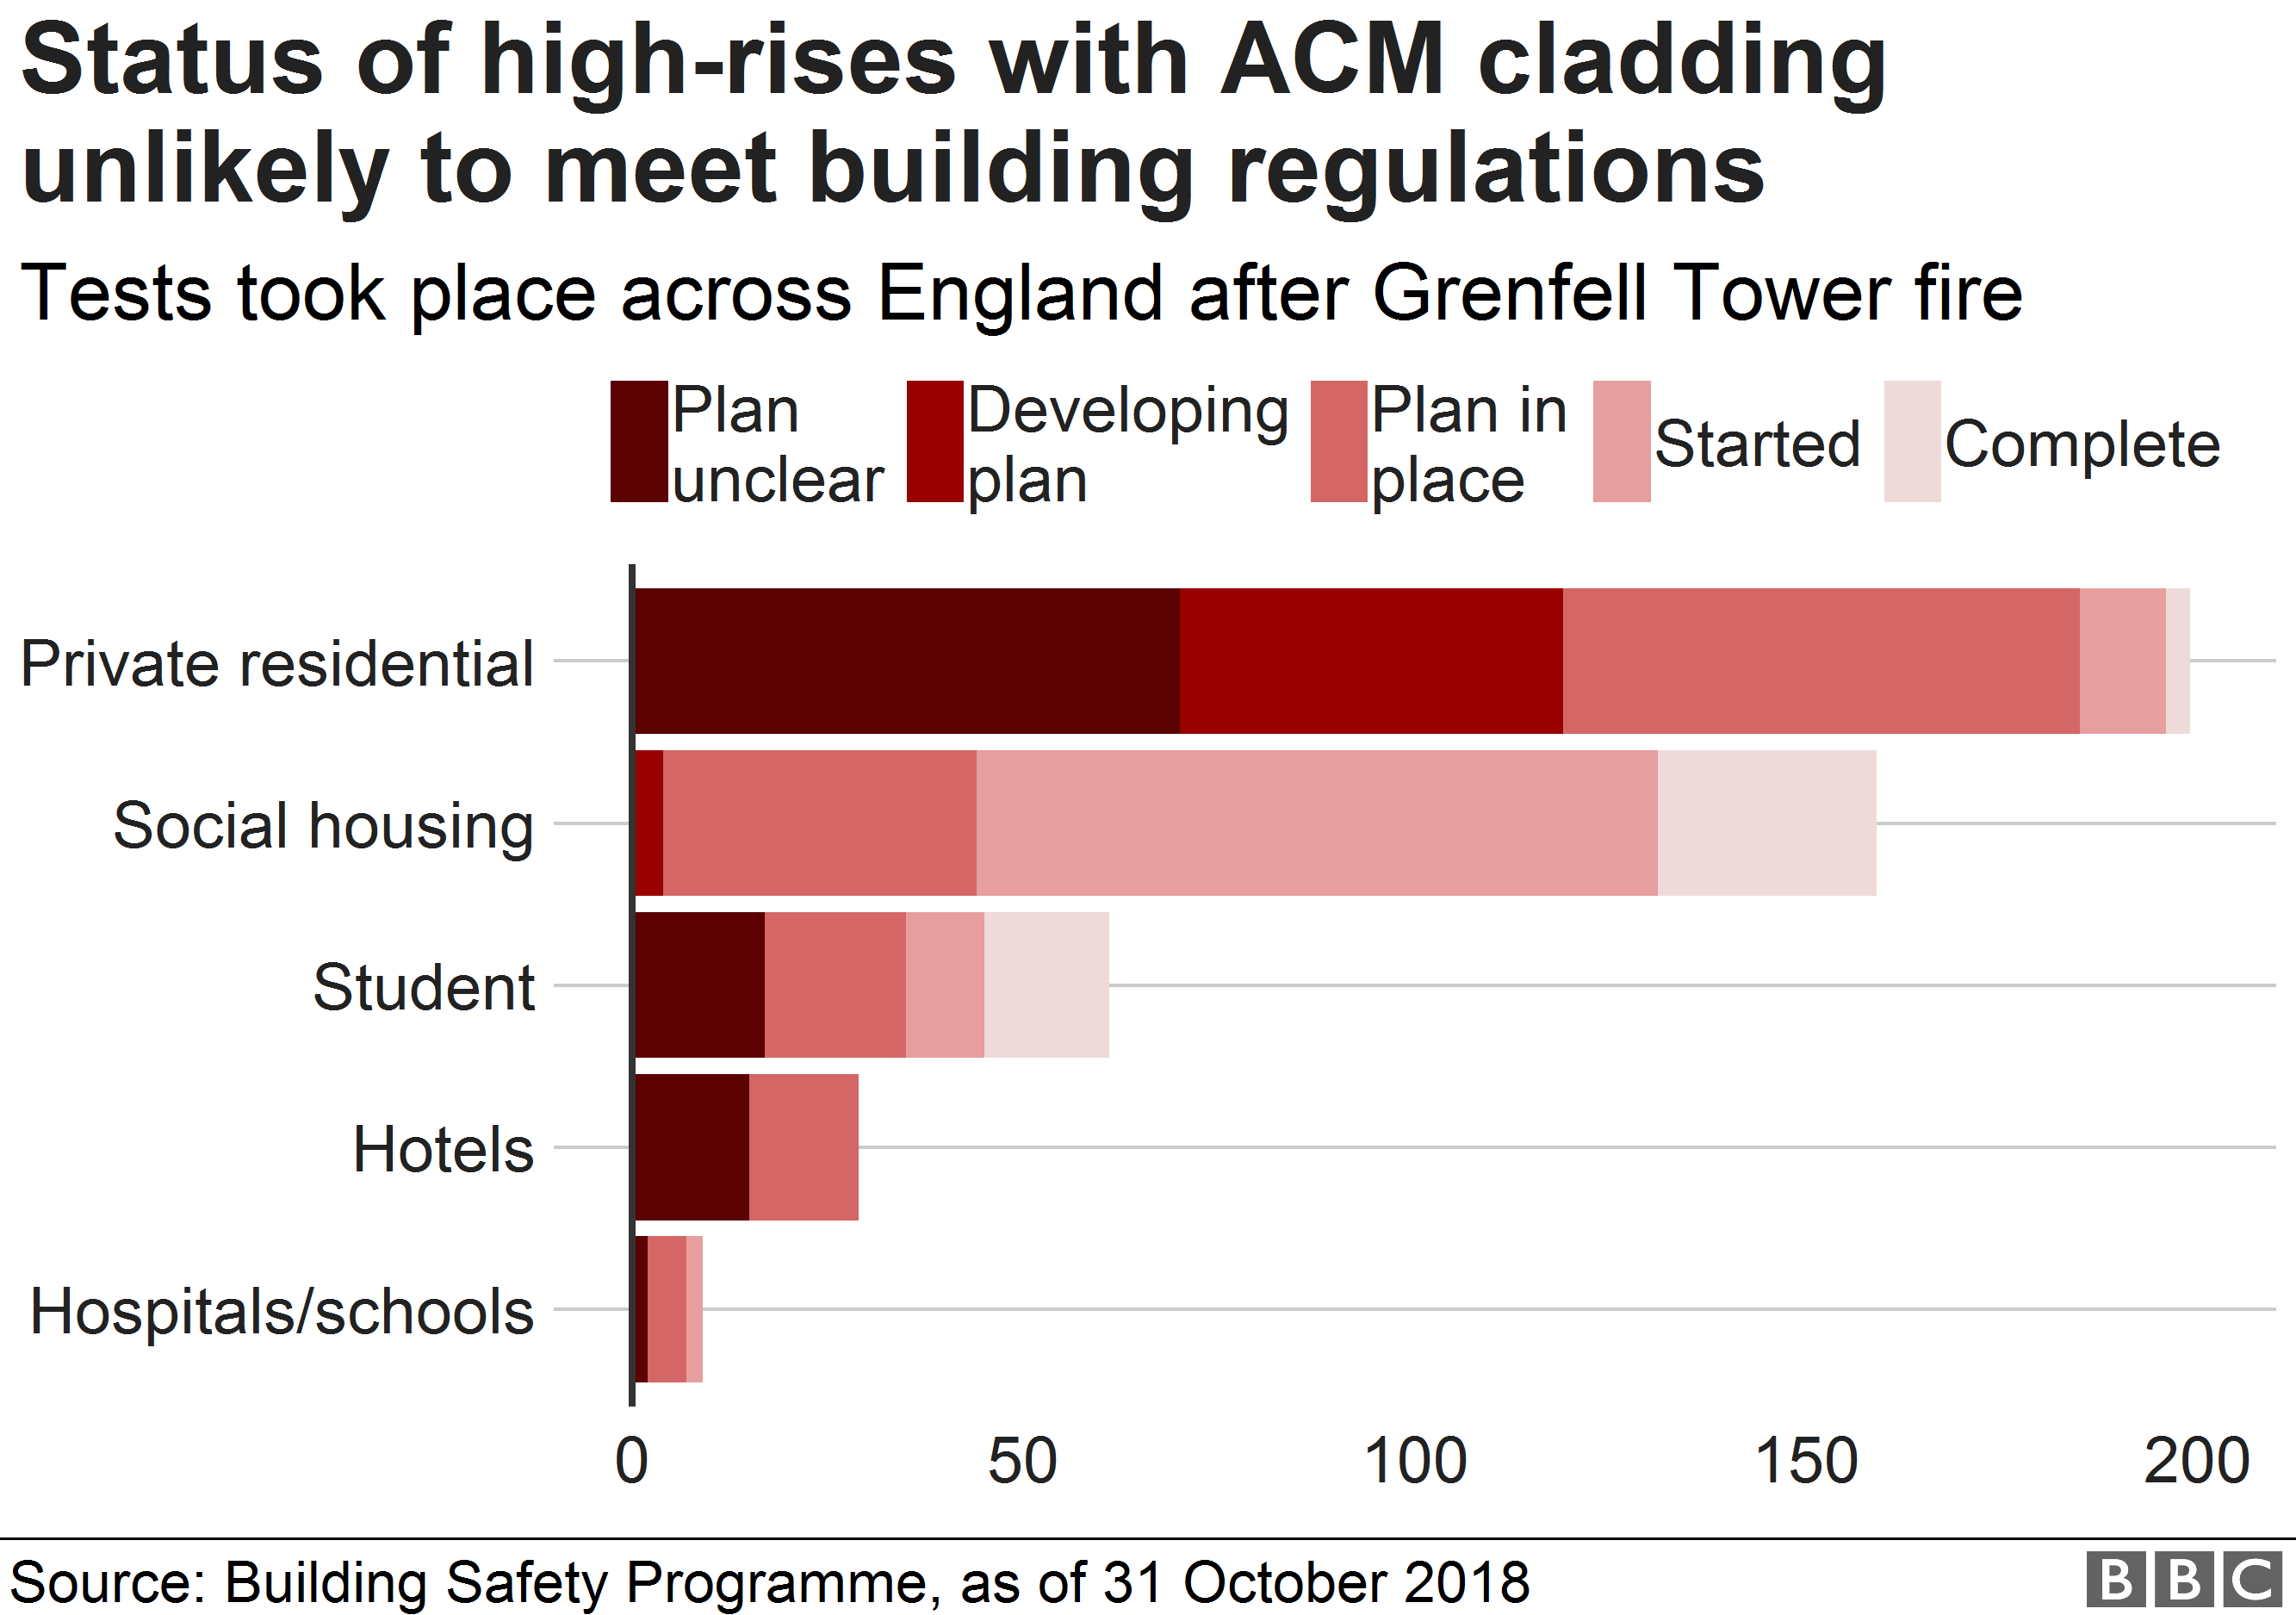 Status of high-rises with ACM cladding
unlikely to meet building regulations
Tests took place across England after Grenfell Tower fire
Plan
unclear
Developing
plan
Plan in
place
Started
Complete
Private residential
Social housing
Student
Hotels
Hospitals/schools
0 50 100 150 200
Source: Building Safety Programme, as of 31 October 2018
BBC